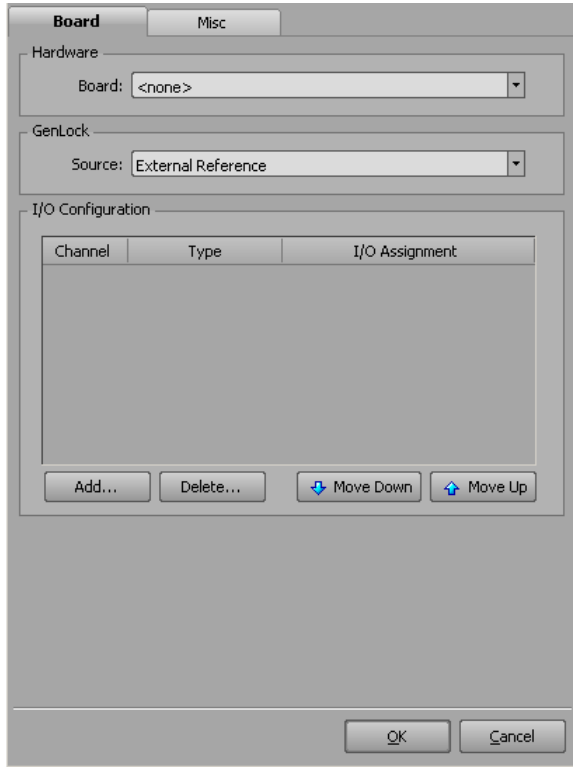 Board Misc
Hardware
Board: <none>
GenLock
Source: External Reference
I/O Configuration
Channel Type I/O Assignment
Add... Delete... Move Down Move Up
OK Cancel